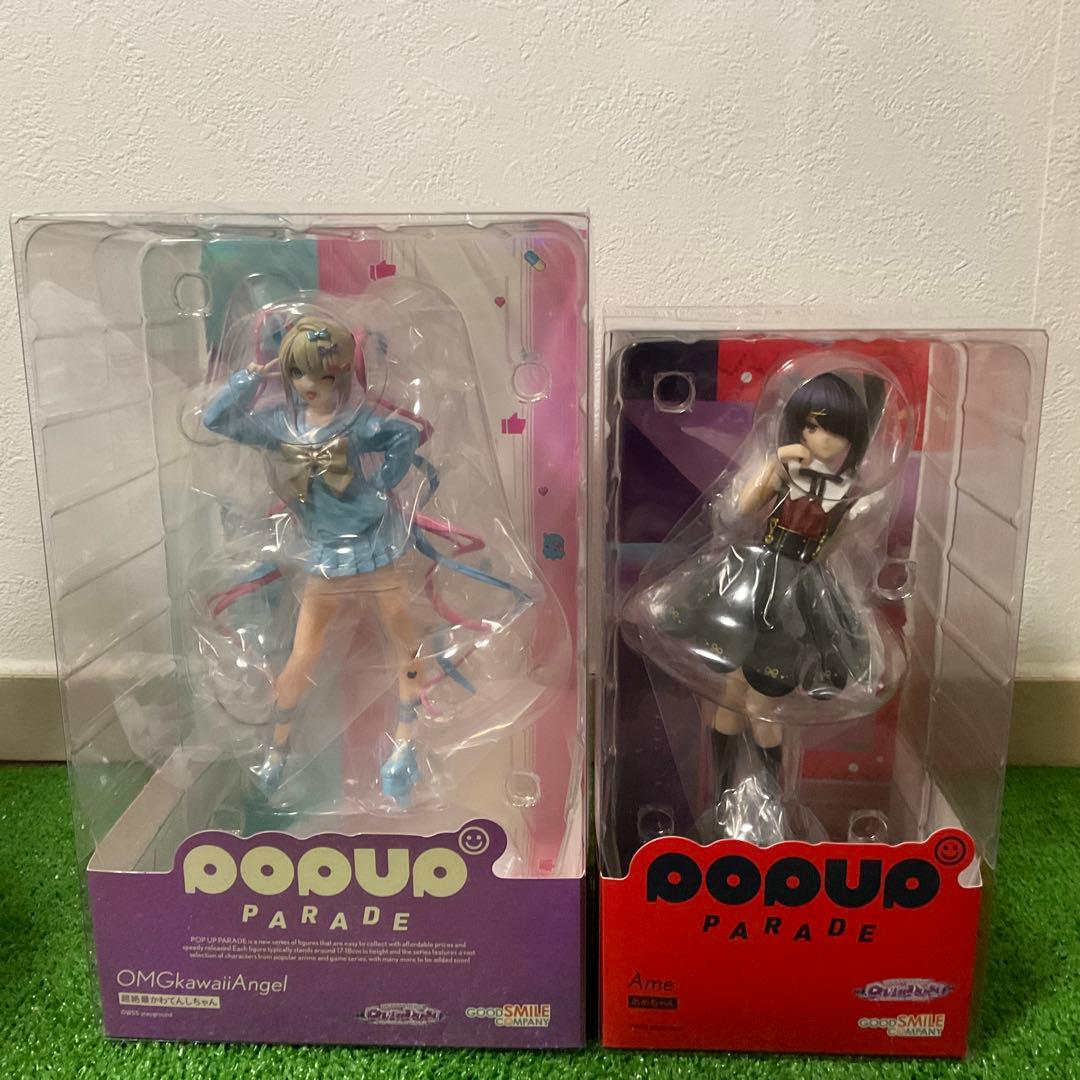 POPUP
PARADE
POP UP PARADE is a new series of figures that are easy to collect with affordable prices and
speedy releases! Each figure typically stands around 17-18cm in height and the series features a vast
selection of characters from popular anime and game series, with many more to be added soon!
OMGkawaiiAngel
超絶最かわてんしちゃん
©WSS playground
GOOD SMILE
COMPANY
POPUP
PARADE
Ame
あめちゃん
GOOD SMILE
COMPANY